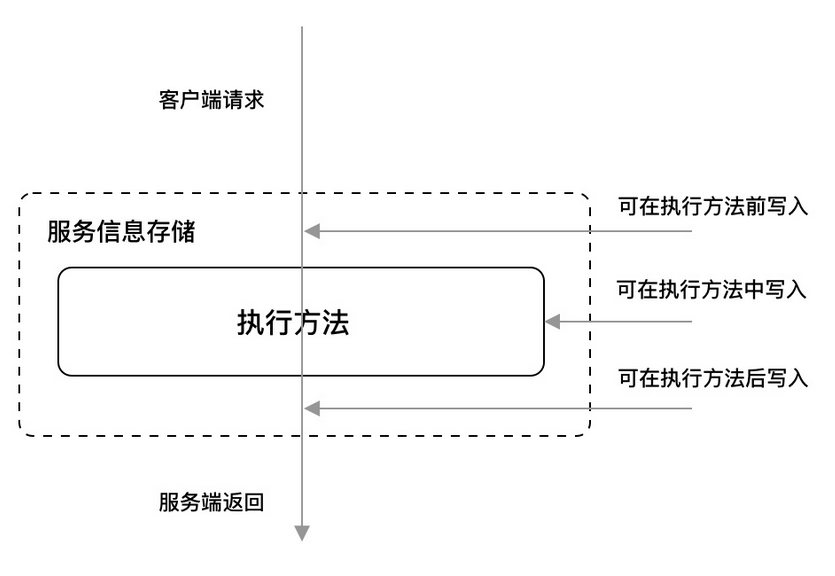 客户端请求
可在执行方法前写入
服务信息存储
可在执行方法中写入
执行方法
可在执行方法后写入
服务端返回